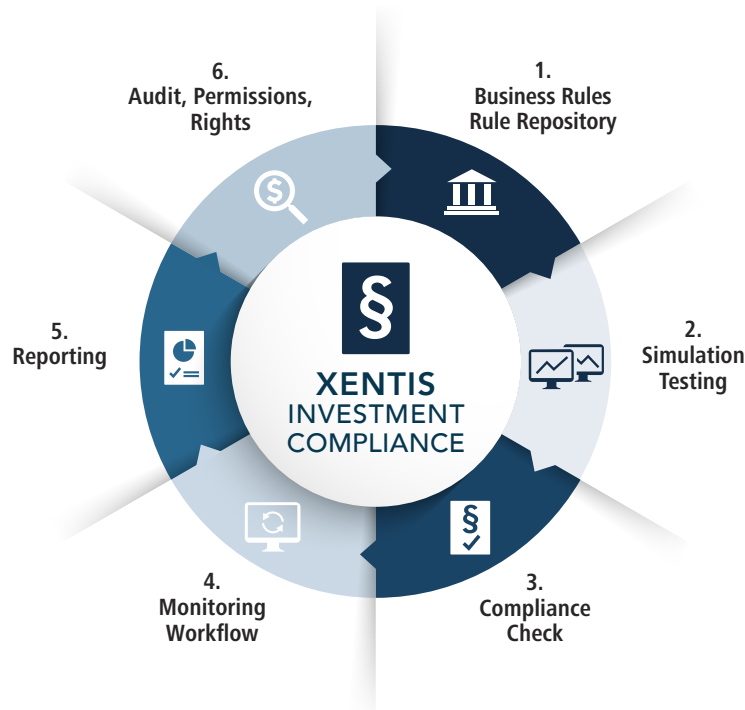 1.
Business Rules
Rule Repository
2.
Simulation
Testing
3.
Compliance
Check
4.
Monitoring
Workflow
5.
Reporting
6.
Audit, Permissions,
Rights
$
§
XENTIS
INVESTMENT
COMPLIANCE
§